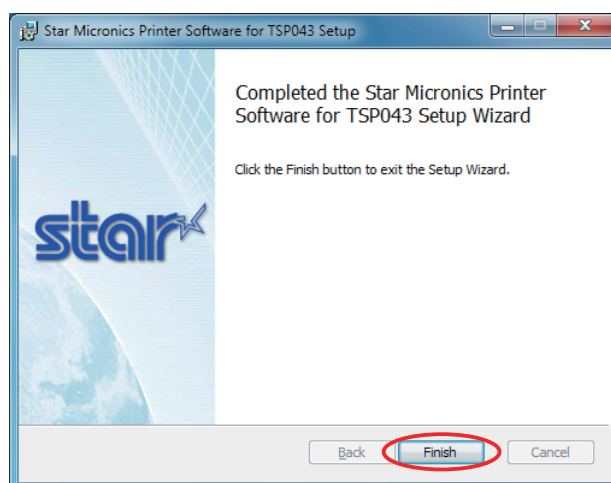 Star Micronics Printer Software for TSP043 Setup
Completed the Star Micronics Printer
Software for TSP043 Setup Wizard
Click the Finish button to exit the Setup Wizard.
star
Back Finish Cancel